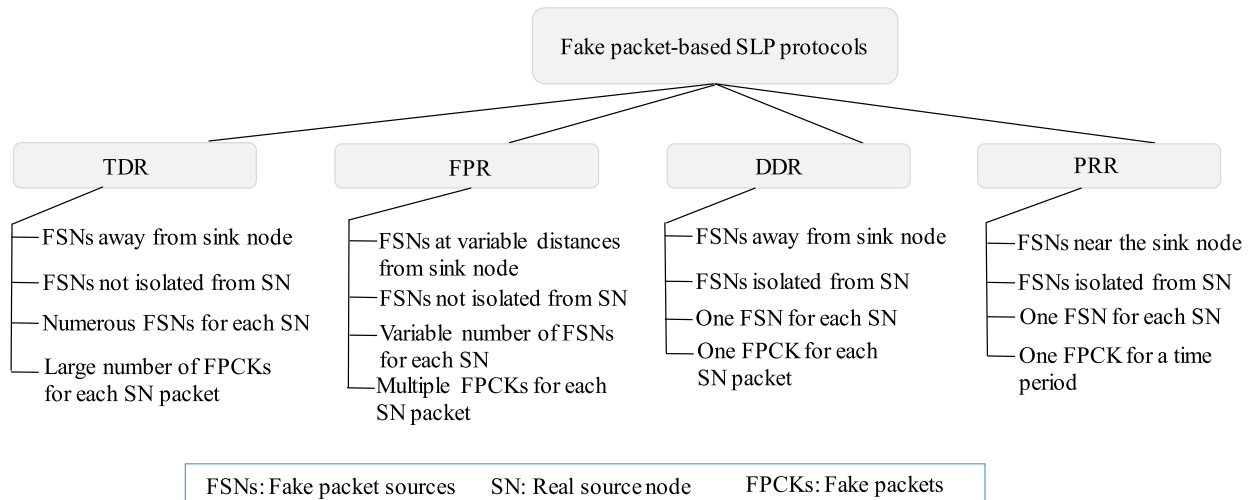 Fake packet-based SLP protocols
TDR
FSNs away from sink node
FSNs not isolated from SN
Numerous FSNs for each SN
Large number of FPCKs
for each SN packet
FPR
FSNs at variable distances
from sink node
FSNs not isolated from SN
Variable number of FSNs
for each SN
Multiple FPCKs for each
SN packet
DDR
FSNs away from sink node
FSNs isolated from SN
One FSN for each SN
One FPCK for each
SN packet
PRR
FSNs near the sink node
FSNs isolated from SN
One FSN for each SN
One FPCK for a time
period
FSNs: Fake packet sources SN: Real source node FPCKs: Fake packets